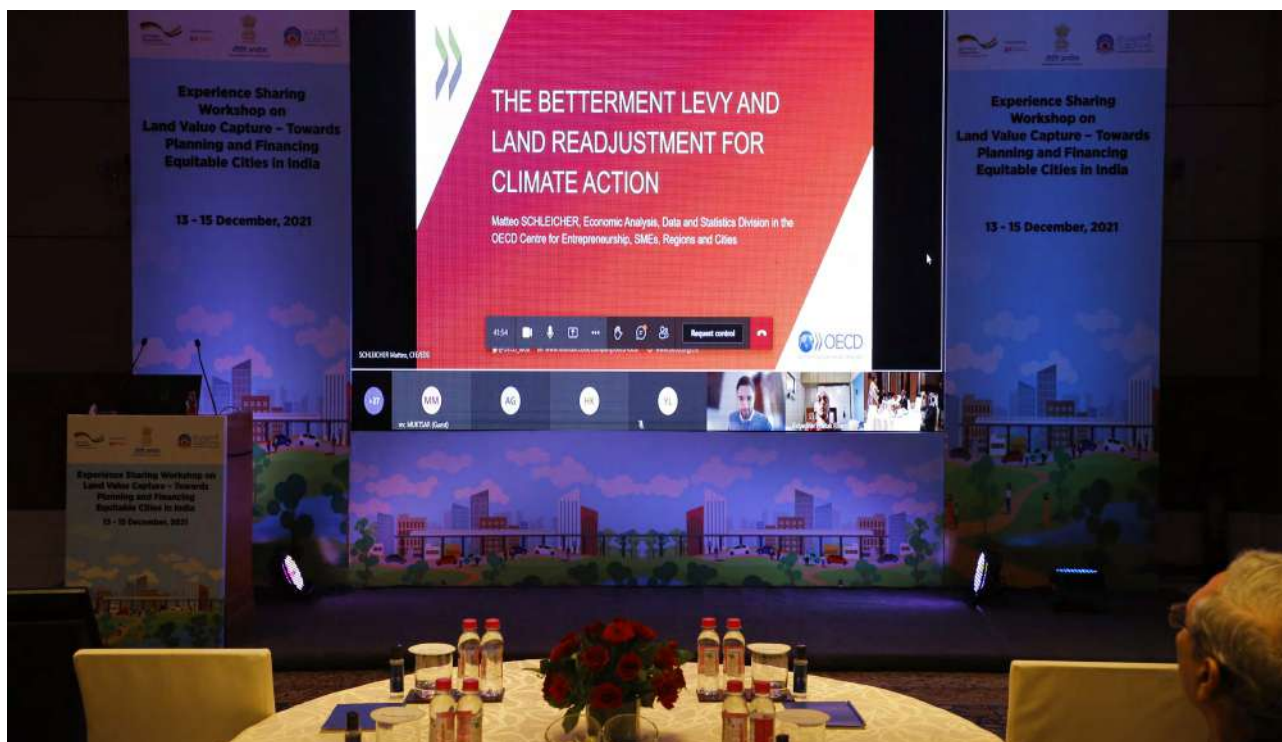 Experience Sharing
Workshop on
Land Value Capture – Towards
Planning and Financing
Equitable Cities in India
13 - 15 December, 2021
THE BETTERMENT LEVY AND
LAND READJUSTMENT FOR
CLIMATE ACTION
Matteo SCHLEICHER, Economic Analysis, Data and Statistics Division in the
OECD Centre for Entrepreneurship, SMEs, Regions and Cities
41:54
Request control
OECD
SCHLEICHER Matteo, CFE/EDS
+37
MM
AG
HK
YL
vc MUKTSAR (Guest)
Experience Sharing
Workshop on
Land Value Capture – Towards
Planning and Financing
Equitable Cities in India
13 - 15 December, 2021
Experience Sharing Workshop on
Land Value Capture – Towards
Planning and Financing
Equitable Cities in India
13 - 15 December, 2021